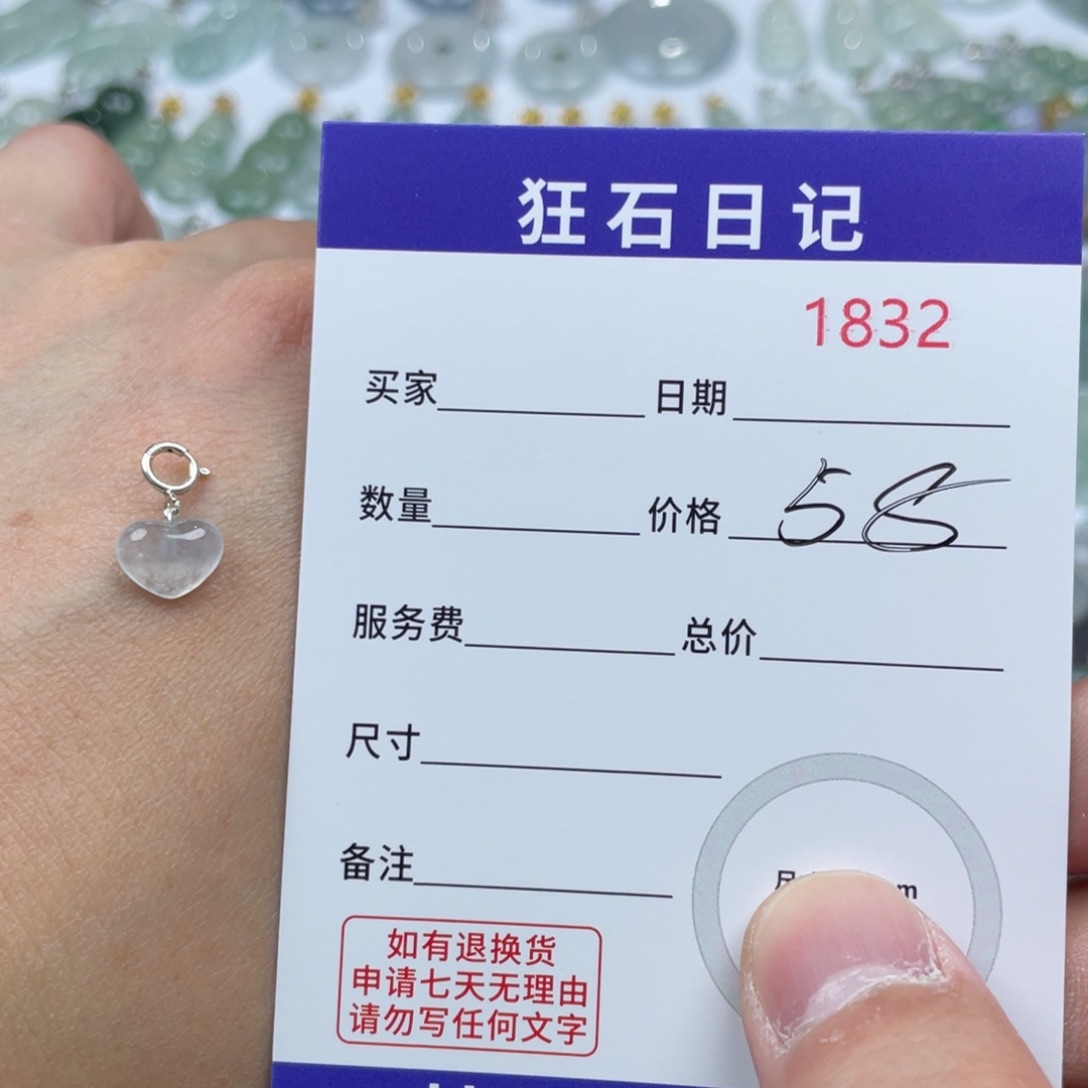 狂石日记
1832
买家 日期
数量 价格 58
服务费 总价
尺寸
备注
如有退换货
申请七天无理由
请勿写任何文字